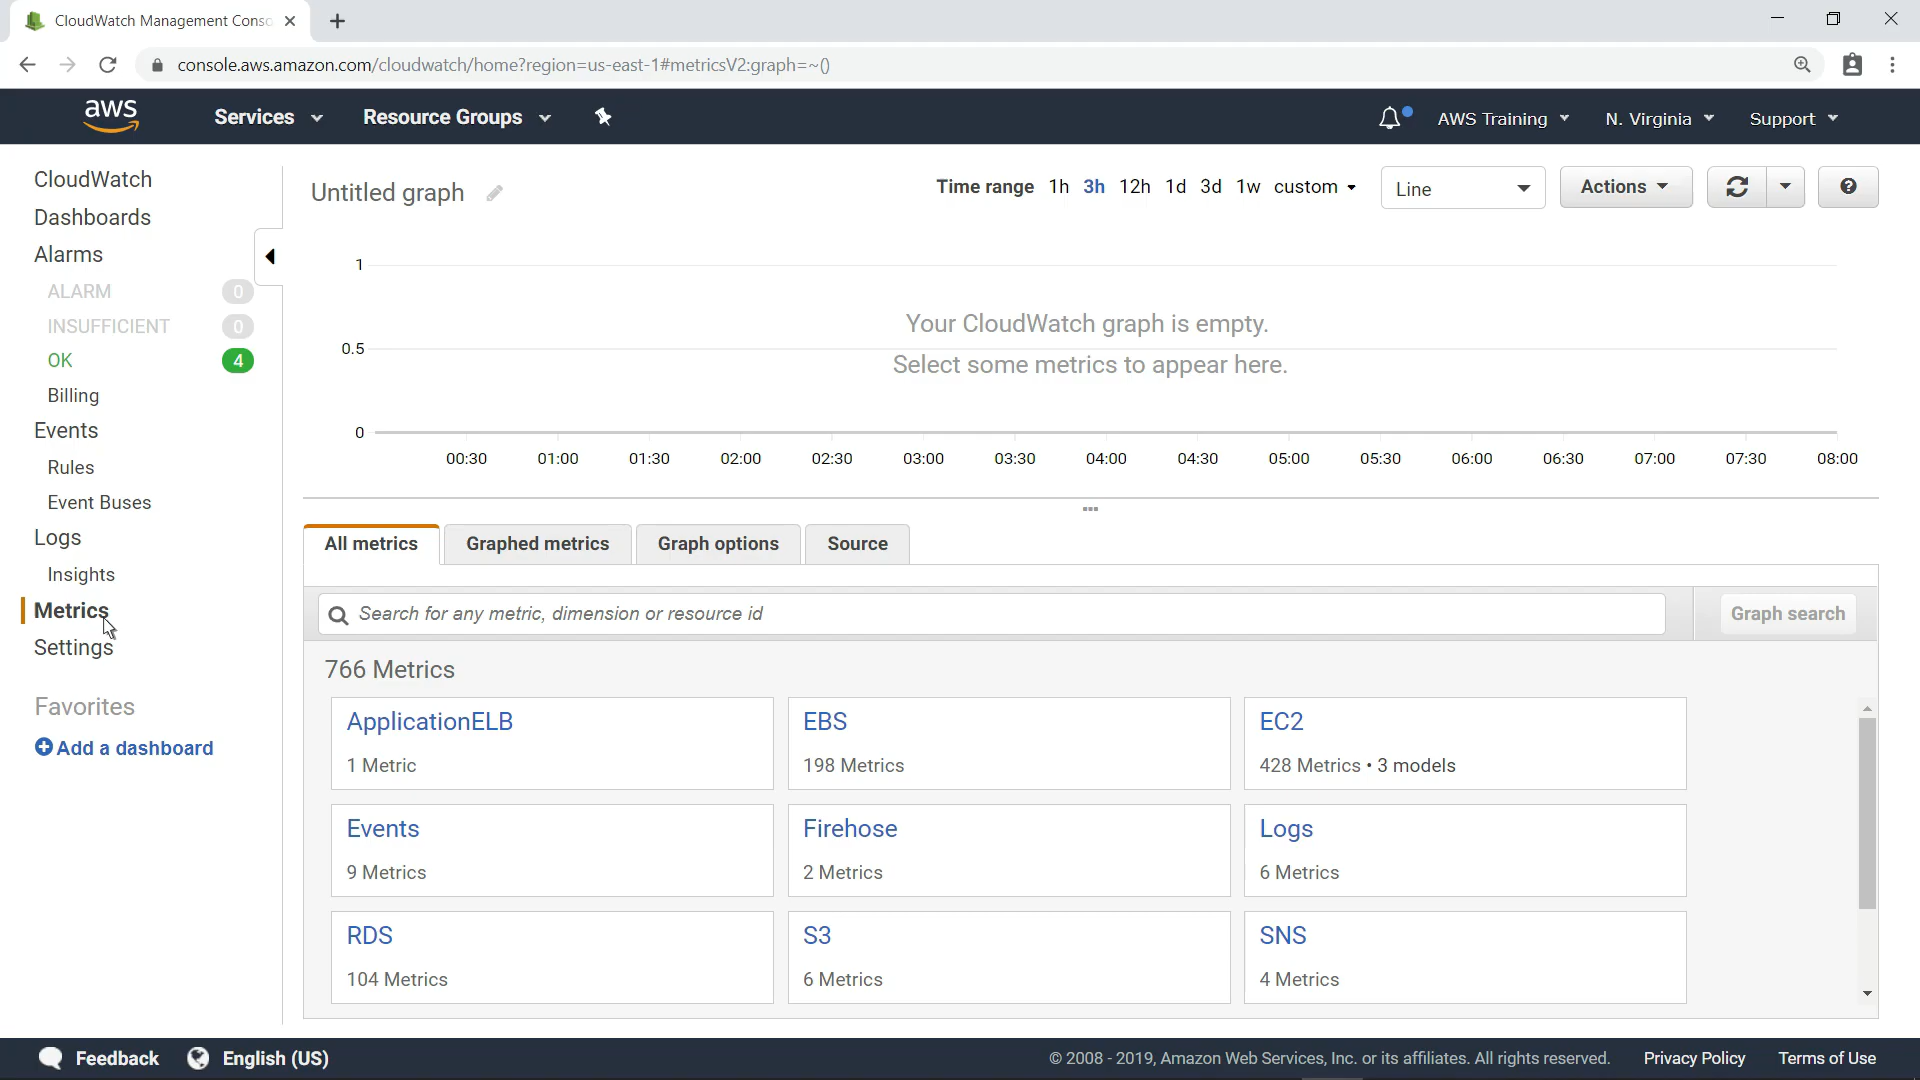 CloudWatch Management Conso
console.aws.amazon.com/cloudwatch/home?region=us-east-1#metricsV2:graph=~()
aws Services Resource Groups AWS Training N. Virginia Support
CloudWatch
Dashboards
Alarms
ALARM 0
INSUFFICIENT 0
OK 4
Billing
Events
Rules
Event Buses
Logs
Insights
Metrics
Settings
Favorites
Add a dashboard
Untitled graph Time range 1h 3h 12h 1d 3d 1w custom Line Actions ?
1
Your CloudWatch graph is empty.
0.5
Select some metrics to appear here.
0
00:30 01:00 01:30 02:00 02:30 03:00 03:30 04:00 04:30 05:00 05:30 06:00 06:30 07:00 07:30 08:00
All metrics Graphed metrics Graph options Source
Search for any metric, dimension or resource id Graph search
766 Metrics
ApplicationELB EBS EC2
1 Metric 198 Metrics 428 Metrics • 3 models
Events Firehose Logs
9 Metrics 2 Metrics 6 Metrics
RDS S3 SNS
104 Metrics 6 Metrics 4 Metrics
Feedback English (US) © 2008 - 2019, Amazon Web Services, Inc. or its affiliates. All rights reserved. Privacy Policy Terms of Use